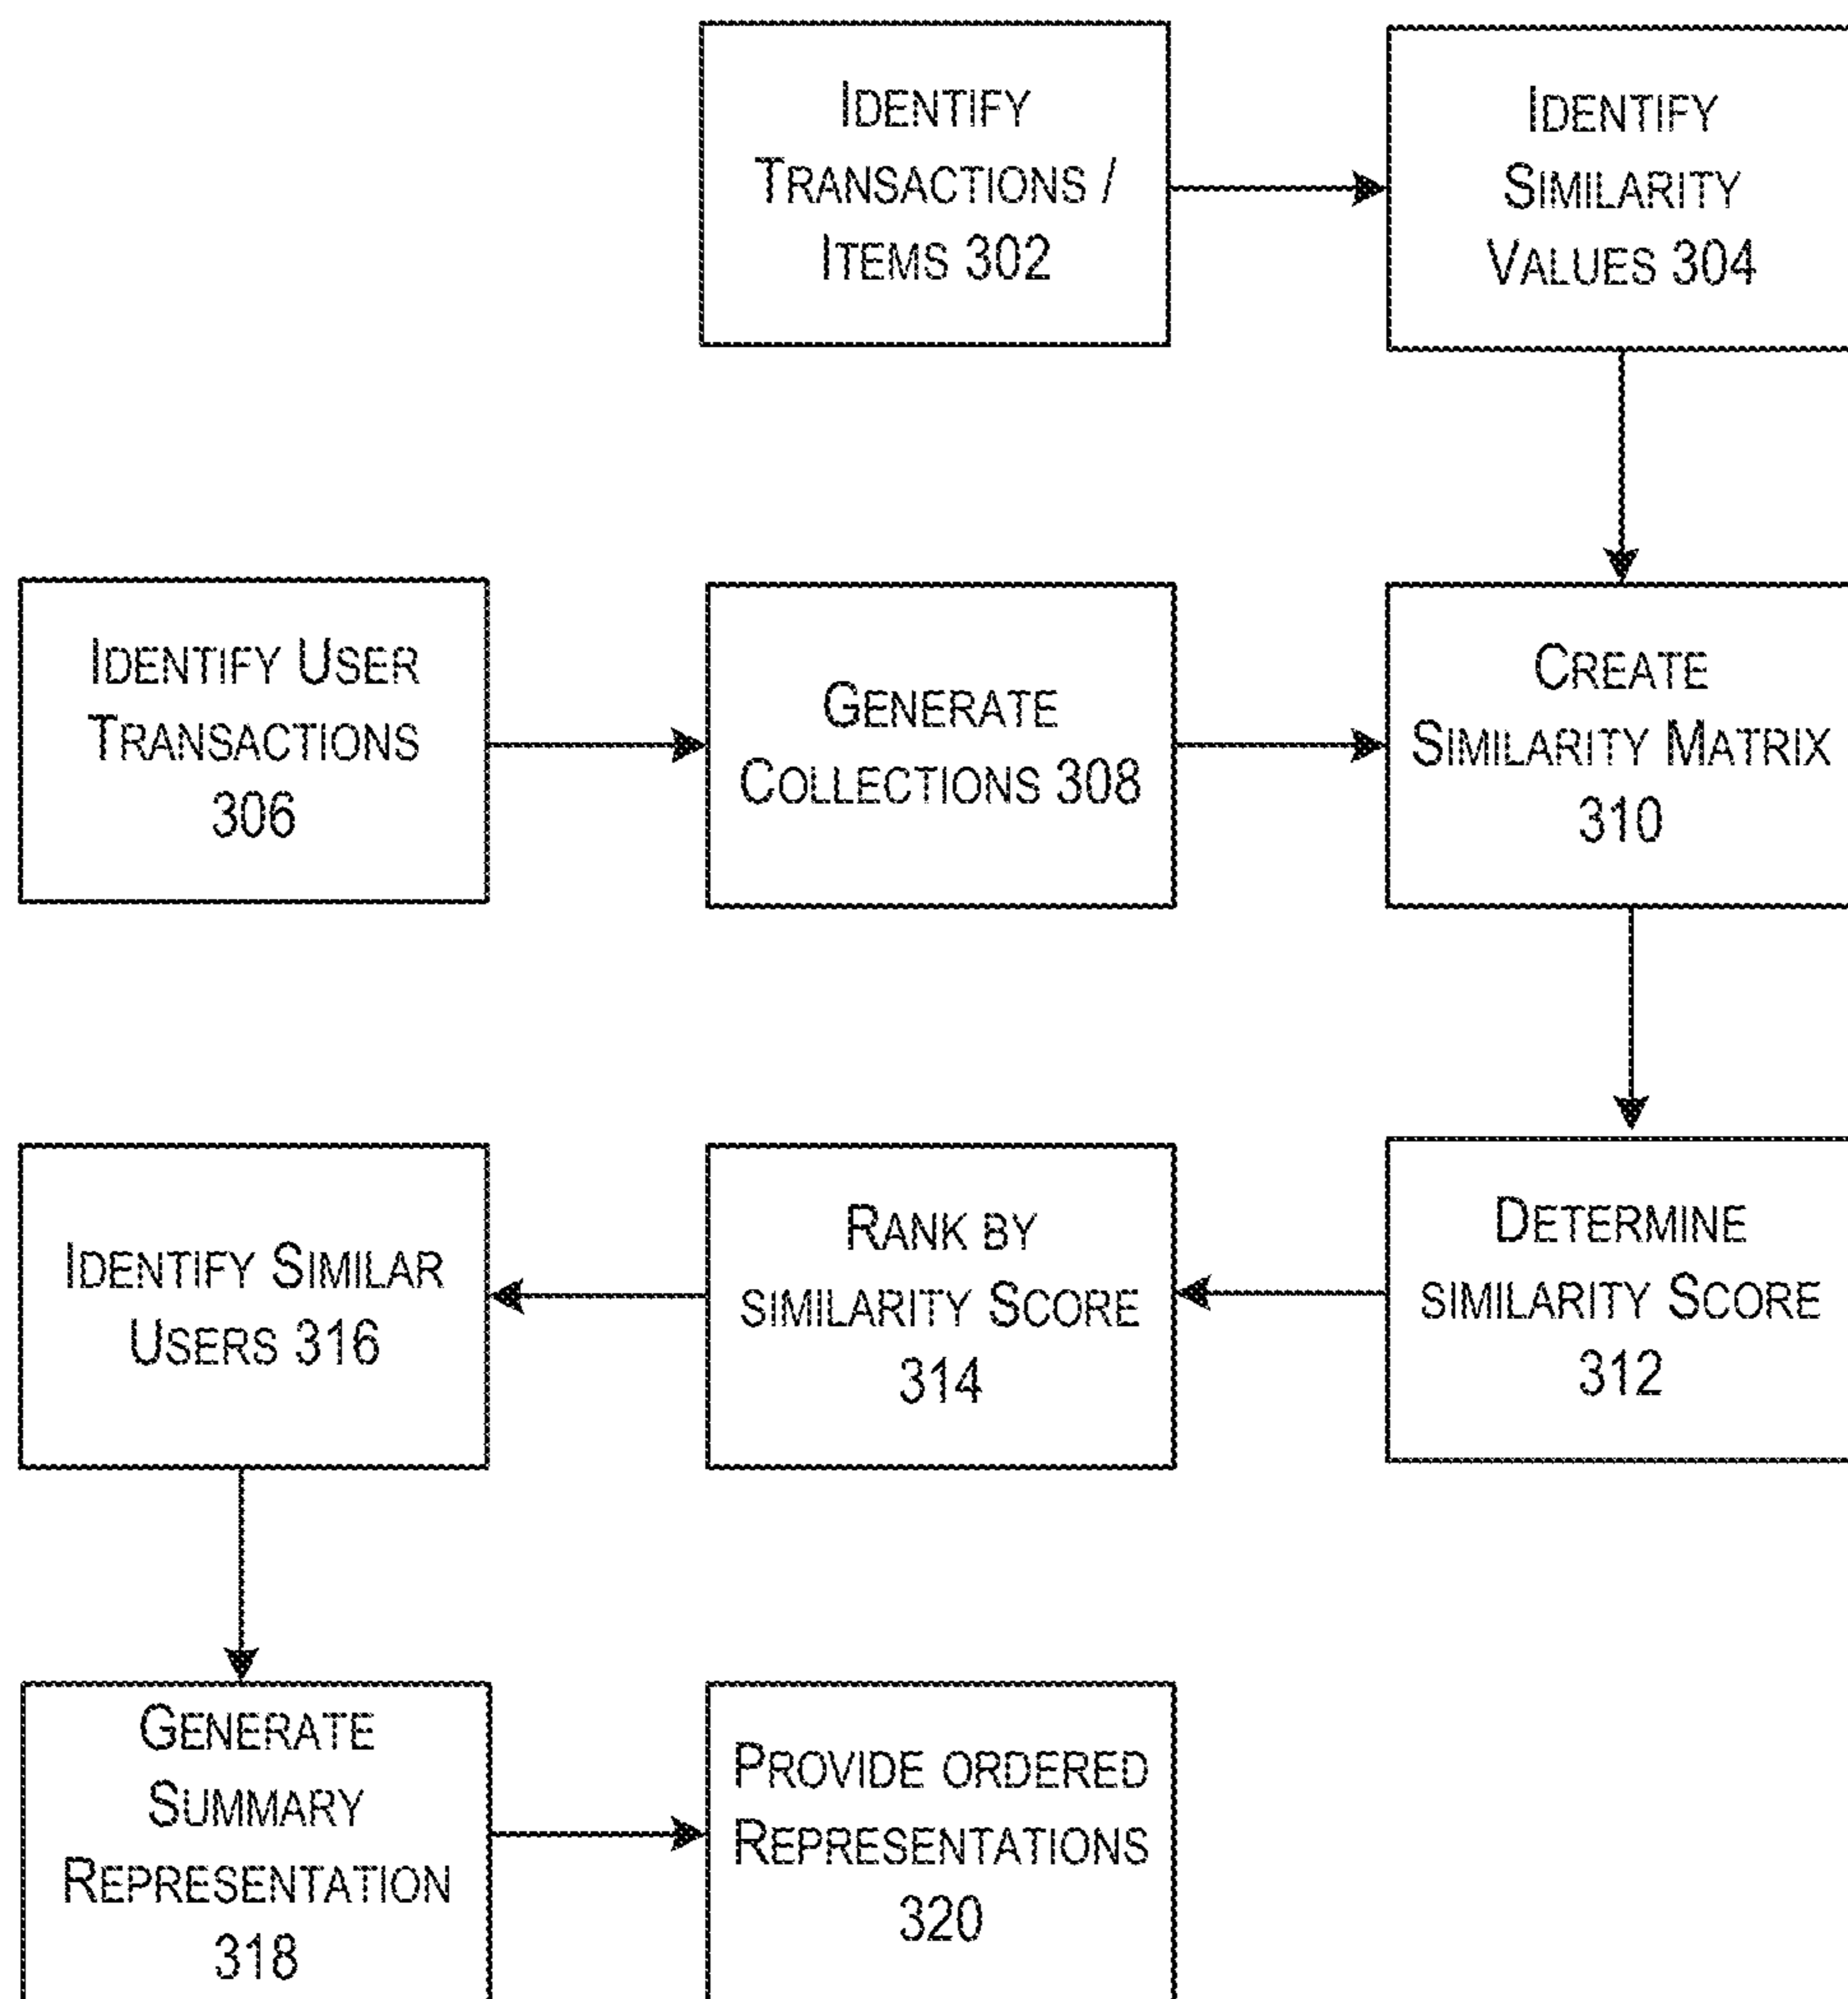 IDENTIFY
TRANSACTIONS /
ITEMS 302
IDENTIFY
SIMILARITY
VALUES 304
IDENTIFY USER
TRANSACTIONS
306
GENERATE
COLLECTIONS 308
CREATE
SIMILARITY MATRIX
310
IDENTIFY SIMILAR
USERS 316
RANK BY
SIMILARITY SCORE
314
DETERMINE
SIMILARITY SCORE
312
GENERATE
SUMMARY
REPRESENTATION
318
PROVIDE ORDERED
REPRESENTATIONS
320